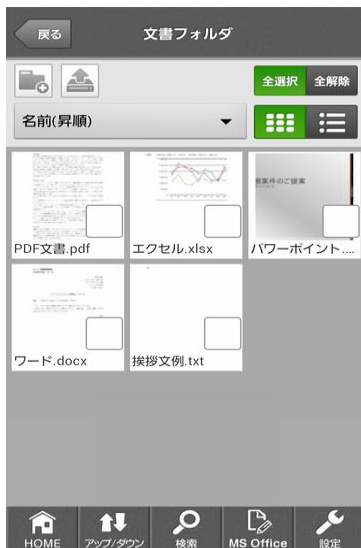 戻る
文書フォルダ
全選択 全解除
名前(昇順)
PDF文書.pdf エクセル.xlsx パワーポイント....
ワード.docx 挨拶文例.txt
HOME アップ/ダウン 検索 MS Office 設定